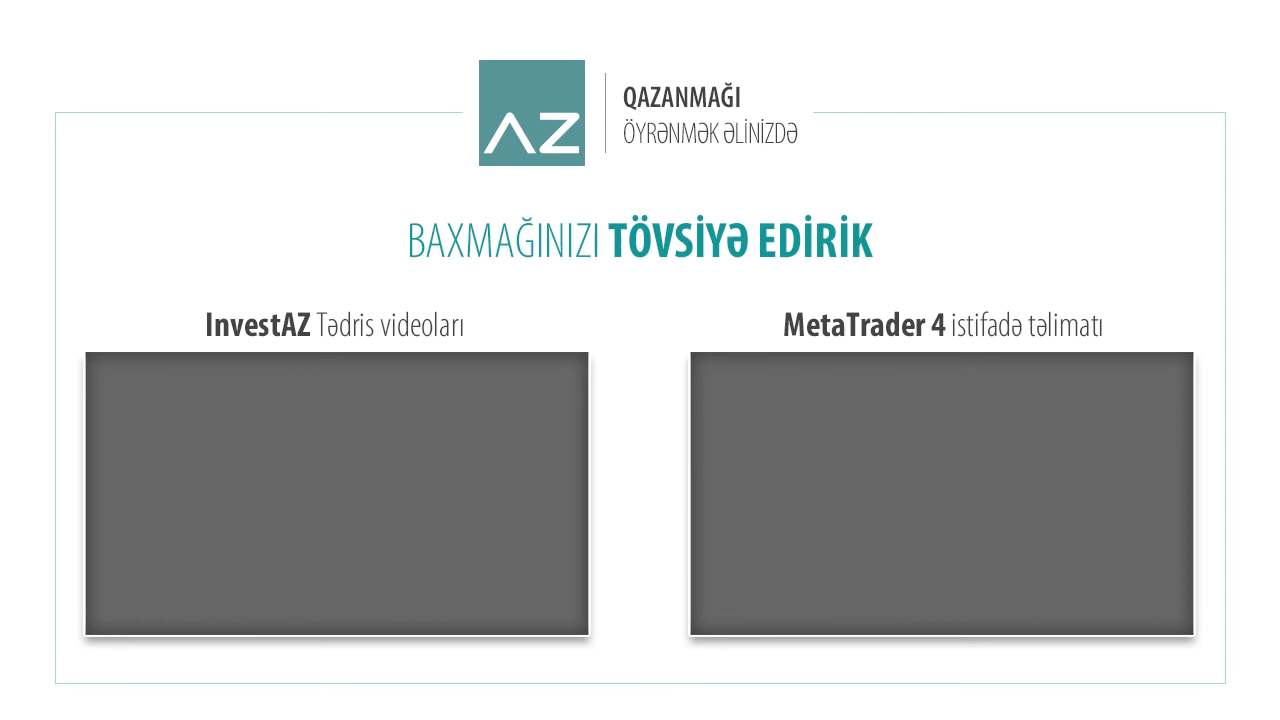 AZ
QAZANMAĞI
ÖYRƏNMƏK ƏLİNİZDƏ
BAXMAĞINIZI TÖVSİYƏ EDİRİK
InvestAZ Tədris videoları
MetaTrader 4 istifadə təlimatı